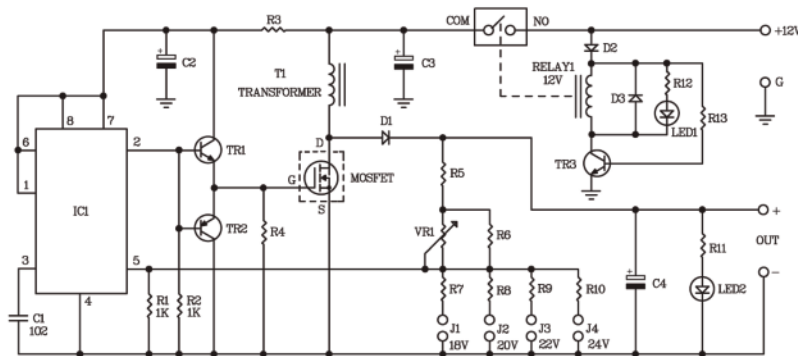 COM
NO
R3
+12V
C2
T1
TRANSFORMER
C3
D2
RELAY1
12V
R12
G
D3
LED1
R13
8
7
6
2
TR1
D
D1
TR3
1
IC1
G
MOSFET
R5
S
+
TR2
R4
VR1
R6
R11
OUT
3
5
-
R1
1K
R2
1K
R7
R8
R9
R10
C4
LED2
4
C1
102
J1
J2
J3
J4
18V
20V
22V
24V